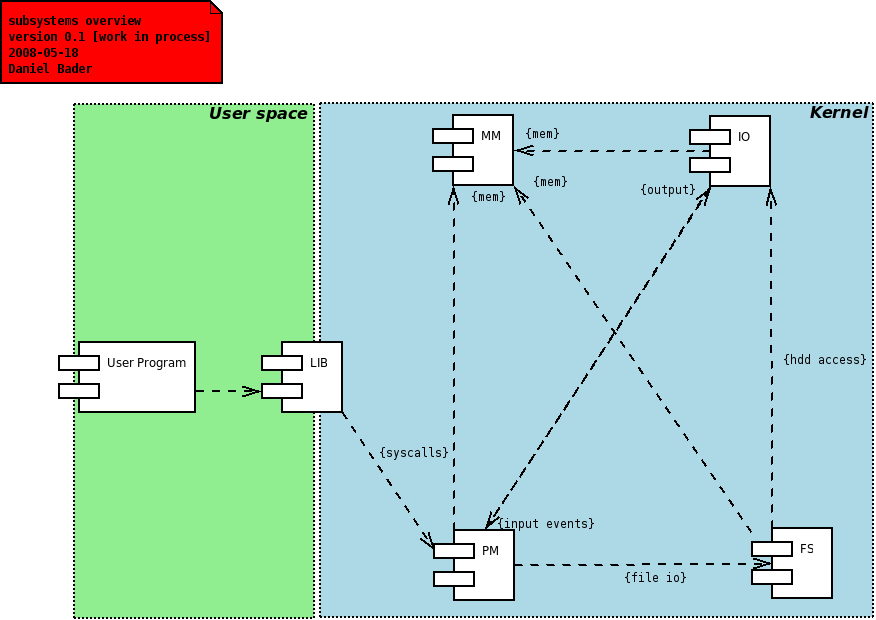 subsystems overview
version 0.1 [work in process]
2008-05-18
Daniel Bader
User space
Kernel
MM
{mem}
IO
{mem}
{mem}
{output}
User Program
LIB
{hdd access}
{syscalls}
{input events}
PM
FS
{file io}